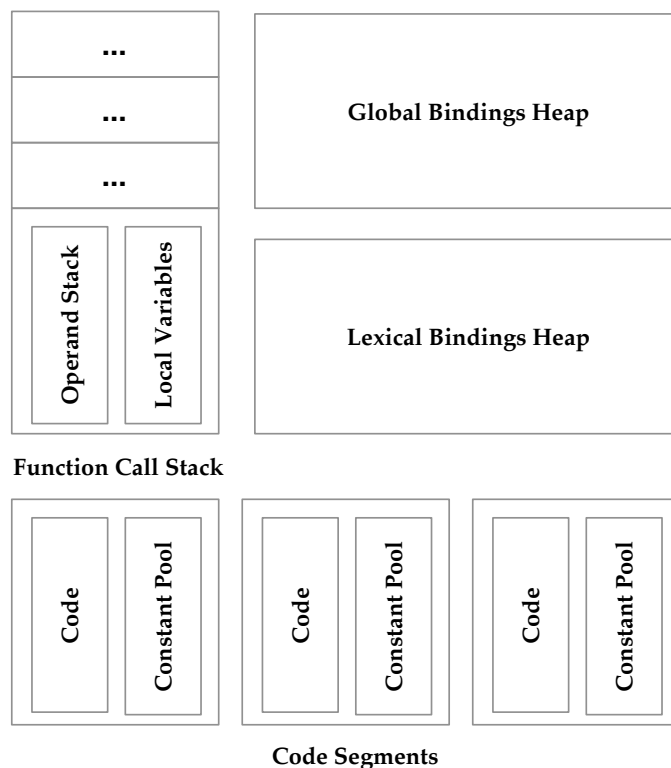 ...
...
...
Global Bindings Heap
Operand Stack
Local Variables
Lexical Bindings Heap
Function Call Stack
Code
Constant Pool
Code
Constant Pool
Code
Constant Pool
Code Segments